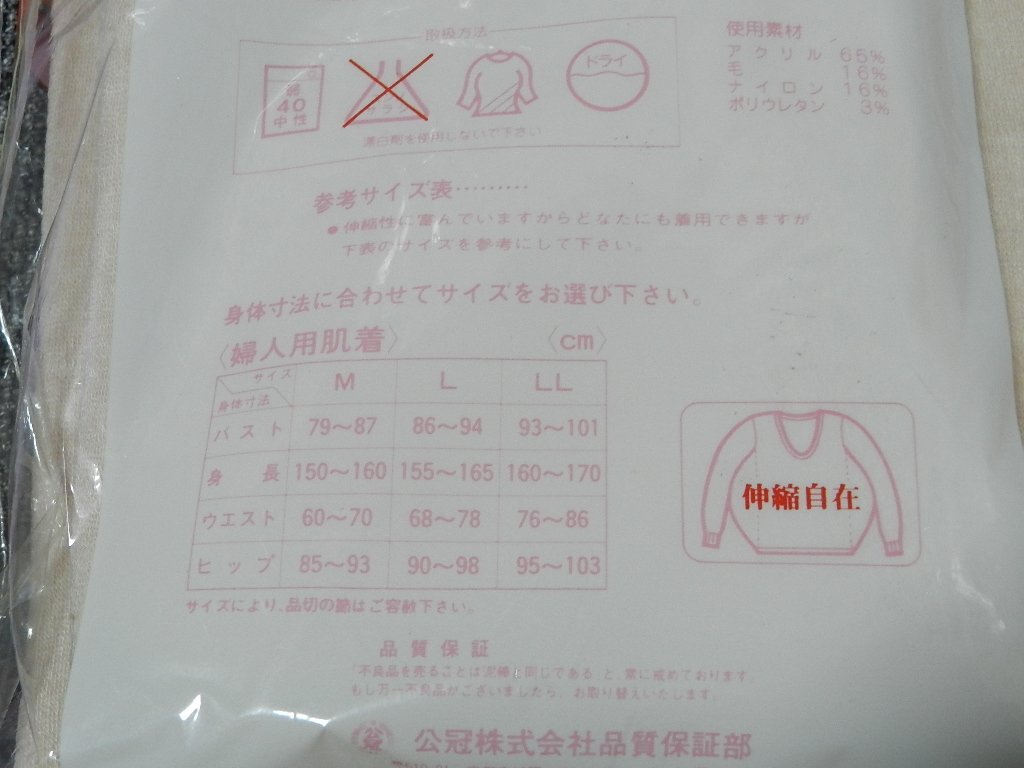 取扱方法
弱
40
中性
エンソ
サラシ
ドライ
漂白剤を使用しないで下さい
使用素材
アクリル 65%
毛 16%
ナイロン 16%
ポリウレタン 3%
参考サイズ表………
●伸縮性に富んでいますからどなたにも着用できますが
下表のサイズを参考にして下さい。
身体寸法に合わせてサイズをお選び下さい。
〈婦人用肌着〉 〈cm〉
サイズ M L LL
身体寸法
バスト 79～87 86～94 93～101
身長 150～160 155～165 160～170
ウエスト 60～70 68～78 76～86
ヒップ 85～93 90～98 95～103
サイズにより、品切の節はご容赦下さい。
伸縮自在
品質保証
「不良品を売ることは泥棒と同じである」と、常に戒めております。
もし万一不良品がございましたら、お取り替えいたします。
公冠株式会社品質保証部